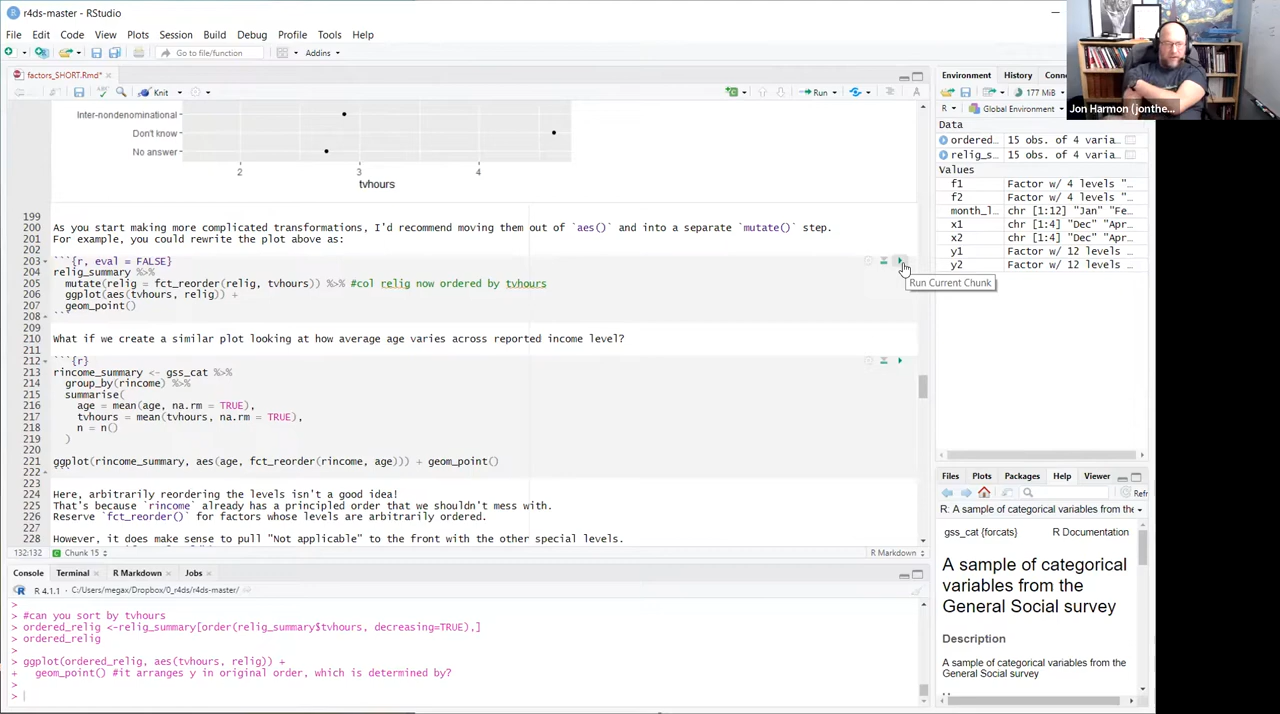 r4ds-master - RStudio
File Edit Code View Plots Session Build Debug Profile Tools Help
Go to file/function Addins
factors_SHORT.Rmd*
Knit Run
Inter-nondenominational
Don't know
No answer
2 3 4
tvhours
199
200 As you start making more complicated transformations, I'd recommend moving them out of `aes()` and into a separate `mutate()` step.
201 For example, you could rewrite the plot above as:
202
203 ```{r, eval = FALSE}
204 relig_summary %>%
205 mutate(relig = fct_reorder(relig, tvhours)) %>% #col relig now ordered by tvhours
206 ggplot(aes(tvhours, relig)) +
207 geom_point()
208 ```
209
210 What if we create a similar plot looking at how average age varies across reported income level?
211
212 ```{r}
213 rincome_summary <- gss_cat %>%
214 group_by(rincome) %>%
215 summarise(
216 age = mean(age, na.rm = TRUE),
217 tvhours = mean(tvhours, na.rm = TRUE),
218 n = n()
219 )
220
221 ggplot(rincome_summary, aes(age, fct_reorder(rincome, age))) + geom_point()
222 ```
223
224 Here, arbitrarily reordering the levels isn't a good idea!
225 That's because `rincome` already has a principled order that we shouldn't mess with.
226 Reserve `fct_reorder()` for factors whose levels are arbitrarily ordered.
227
228 However, it does make sense to pull "Not applicable" to the front with the other special levels.
Run Current Chunk
132:132 Chunk 15 R Markdown
Console Terminal R Markdown Jobs
R 4.1.1 · C:/Users/megax/Dropbox/0_r4ds/r4ds-master/
>
> #can you sort by tvhours
> ordered_relig <-relig_summary[order(relig_summary$tvhours, decreasing=TRUE),]
> ordered_relig
>
> ggplot(ordered_relig, aes(tvhours, relig)) +
+ geom_point() #it arranges y in original order, which is determined by?
>
>
Jon Harmon (jonthe...
Environment History Conn
177 MiB
R Global Environment
Data
ordered… 15 obs. of 4 varia…
relig_s… 15 obs. of 4 varia…
Values
f1 Factor w/ 4 levels "…
f2 Factor w/ 4 levels "…
month_l… chr [1:12] "Jan" "Fe…
x1 chr [1:4] "Dec" "Apr…
x2 chr [1:4] "Dec" "Apr…
y1 Factor w/ 12 levels …
y2 Factor w/ 12 levels …
Files Plots Packages Help Viewer
Refr
R: A sample of categorical variables from the
gss_cat {forcats} R Documentation
A sample of categorical
variables from the
General Social survey
Description
A sample of categorical variables from the
General Social survey